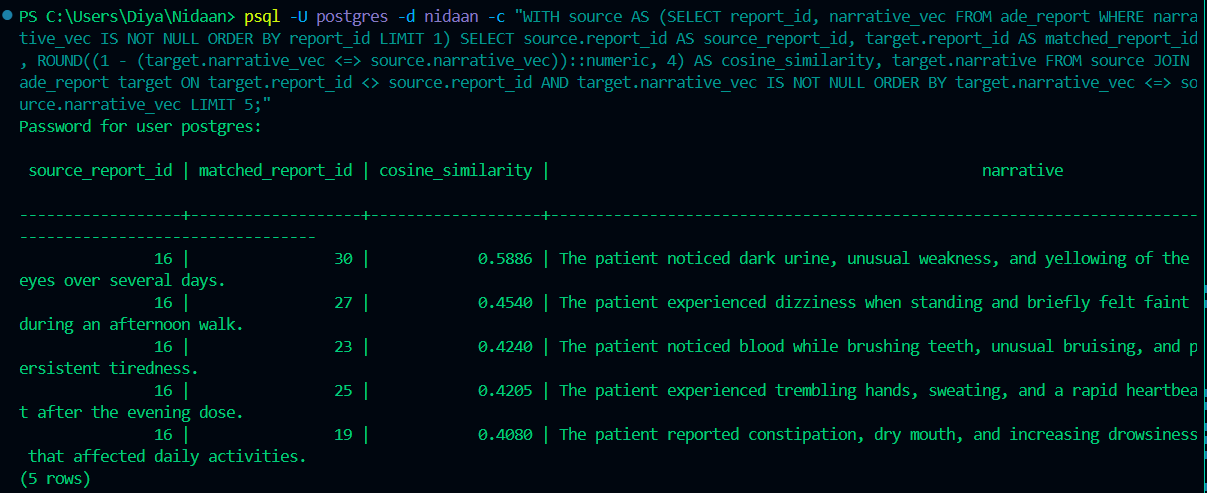 PS C:\Users\Diya\Nidaan> psql -U postgres -d nidaan -c "WITH source AS (SELECT report_id, narrative_vec FROM ade_report WHERE narra
tive_vec IS NOT NULL ORDER BY report_id LIMIT 1) SELECT source.report_id AS source_report_id, target.report_id AS matched_report_id
, ROUND((1 - (target.narrative_vec <=> source.narrative_vec))::numeric, 4) AS cosine_similarity, target.narrative FROM source JOIN
ade_report target ON target.report_id <> source.report_id AND target.narrative_vec IS NOT NULL ORDER BY target.narrative_vec <=> so
urce.narrative_vec LIMIT 5;"
Password for user postgres:
 source_report_id | matched_report_id | cosine_similarity |                                                narrative
------------------+-------------------+-------------------+------------------------------------------------------------------------
---------------------------------
               16 |                30 |            0.5886 | The patient noticed dark urine, unusual weakness, and yellowing of the
eyes over several days.
               16 |                27 |            0.4540 | The patient experienced dizziness when standing and briefly felt faint
during an afternoon walk.
               16 |                23 |            0.4240 | The patient noticed blood while brushing teeth, unusual bruising, and p
ersistent tiredness.
               16 |                25 |            0.4205 | The patient experienced trembling hands, sweating, and a rapid heartbea
t after the evening dose.
               16 |                19 |            0.4080 | The patient reported constipation, dry mouth, and increasing drowsiness
 that affected daily activities.
(5 rows)